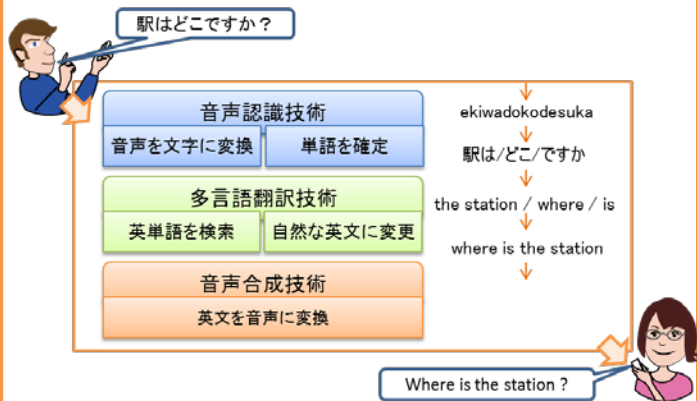 駅はどこですか？
音声認識技術
音声を文字に変換
単語を確定
多言語翻訳技術
英単語を検索
自然な英文に変更
音声合成技術
英文を音声に変換
ekiwadokodesuka
駅は/どこ/ですか
the station / where / is
where is the station
Where is the station ?